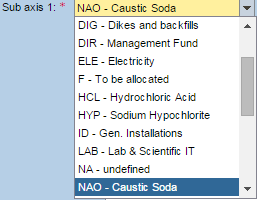 Sub axis 1: * NAO - Caustic Soda
DIG - Dikes and backfills
DIR - Management Fund
ELE - Electricity
F - To be allocated
HCL - Hydrochloric Acid
HYP - Sodium Hypochlorite
ID - Gen. Installations
LAB - Lab & Scientific IT
NA - undefined
NAO - Caustic Soda